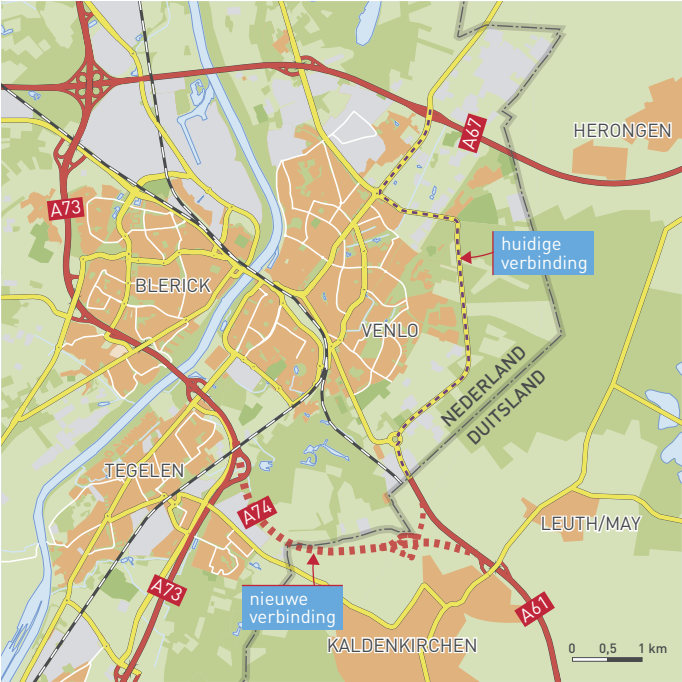 HERONGEN
A67
A73
huidige
verbinding
BLERICK
VENLO
NEDERLAND
DUITSLAND
TEGELEN
A74
LEUTH/MAY
A73
nieuwe
verbinding
A61
KALDENKIRCHEN
0 0,5 1 km